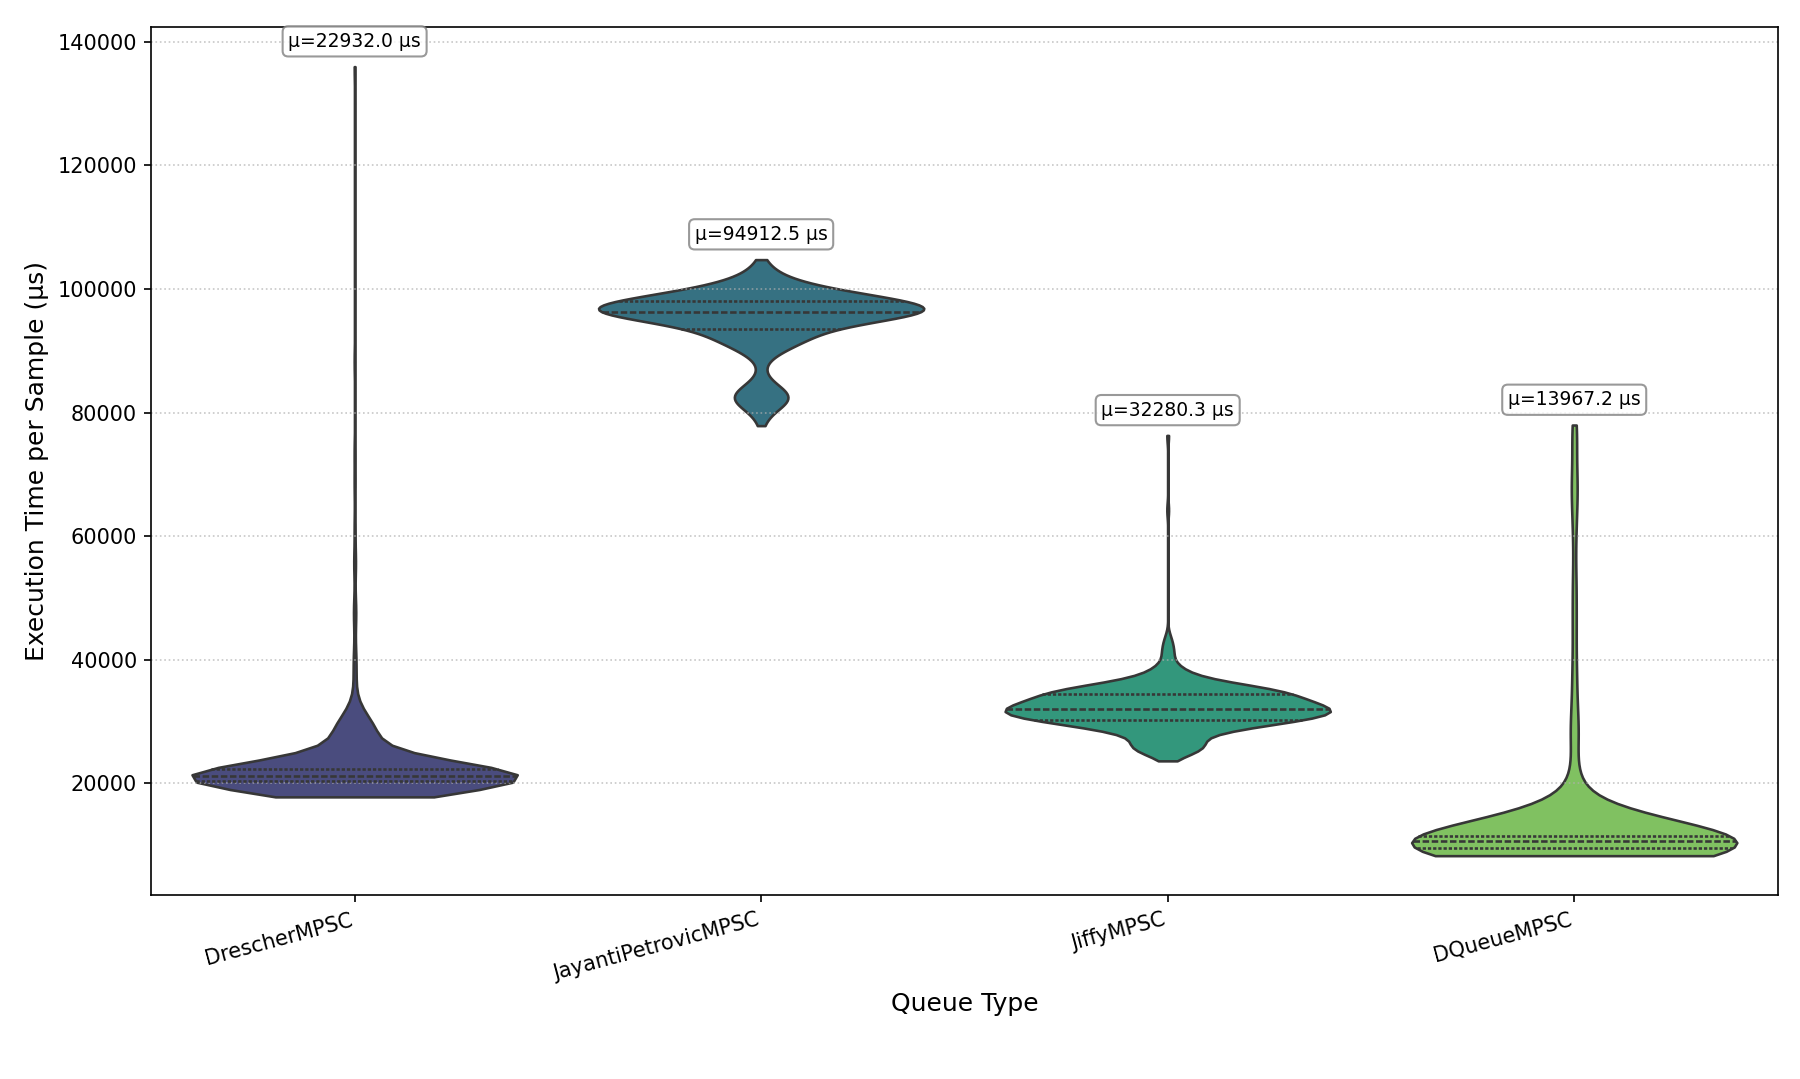 μ=22932.0 μs
μ=94912.5 μs
μ=32280.3 μs
μ=13967.2 μs
140000
120000
100000
80000
60000
40000
20000
Execution Time per Sample (μs)
DrescherMPSC
JayantiPetrovicMPSC
JiffyMPSC
DQueueMPSC
Queue Type